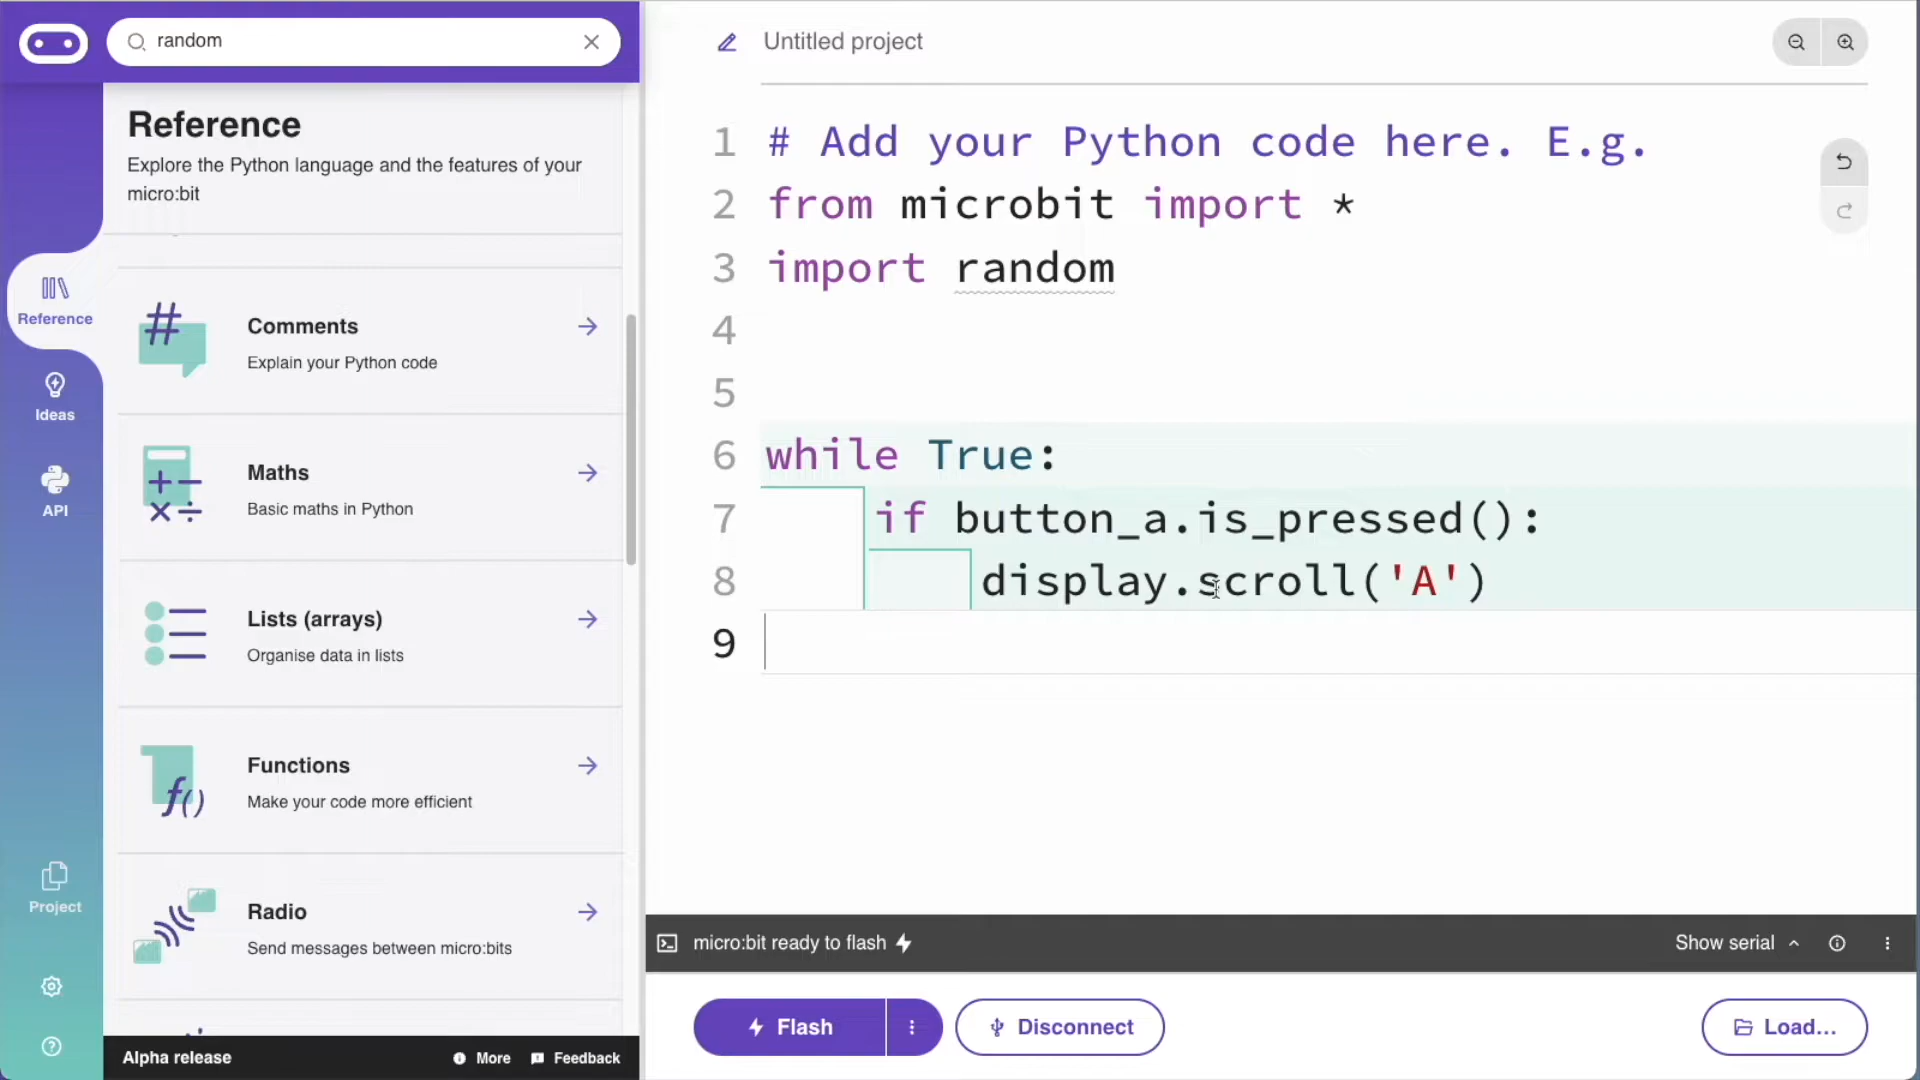 random
Reference
Explore the Python language and the features of your
micro:bit
Reference
Ideas
API
Project
#
Comments
Explain your Python code
Maths
Basic maths in Python
Lists (arrays)
Organise data in lists
f()
Functions
Make your code more efficient
Radio
Send messages between micro:bits
Alpha release
More
Feedback
Untitled project
1 # Add your Python code here. E.g.
2 from microbit import *
3 import random
4
5
6 while True:
7 if button_a.is_pressed():
8 display.scroll('A')
9
micro:bit ready to flash
Show serial
Flash
Disconnect
Load...